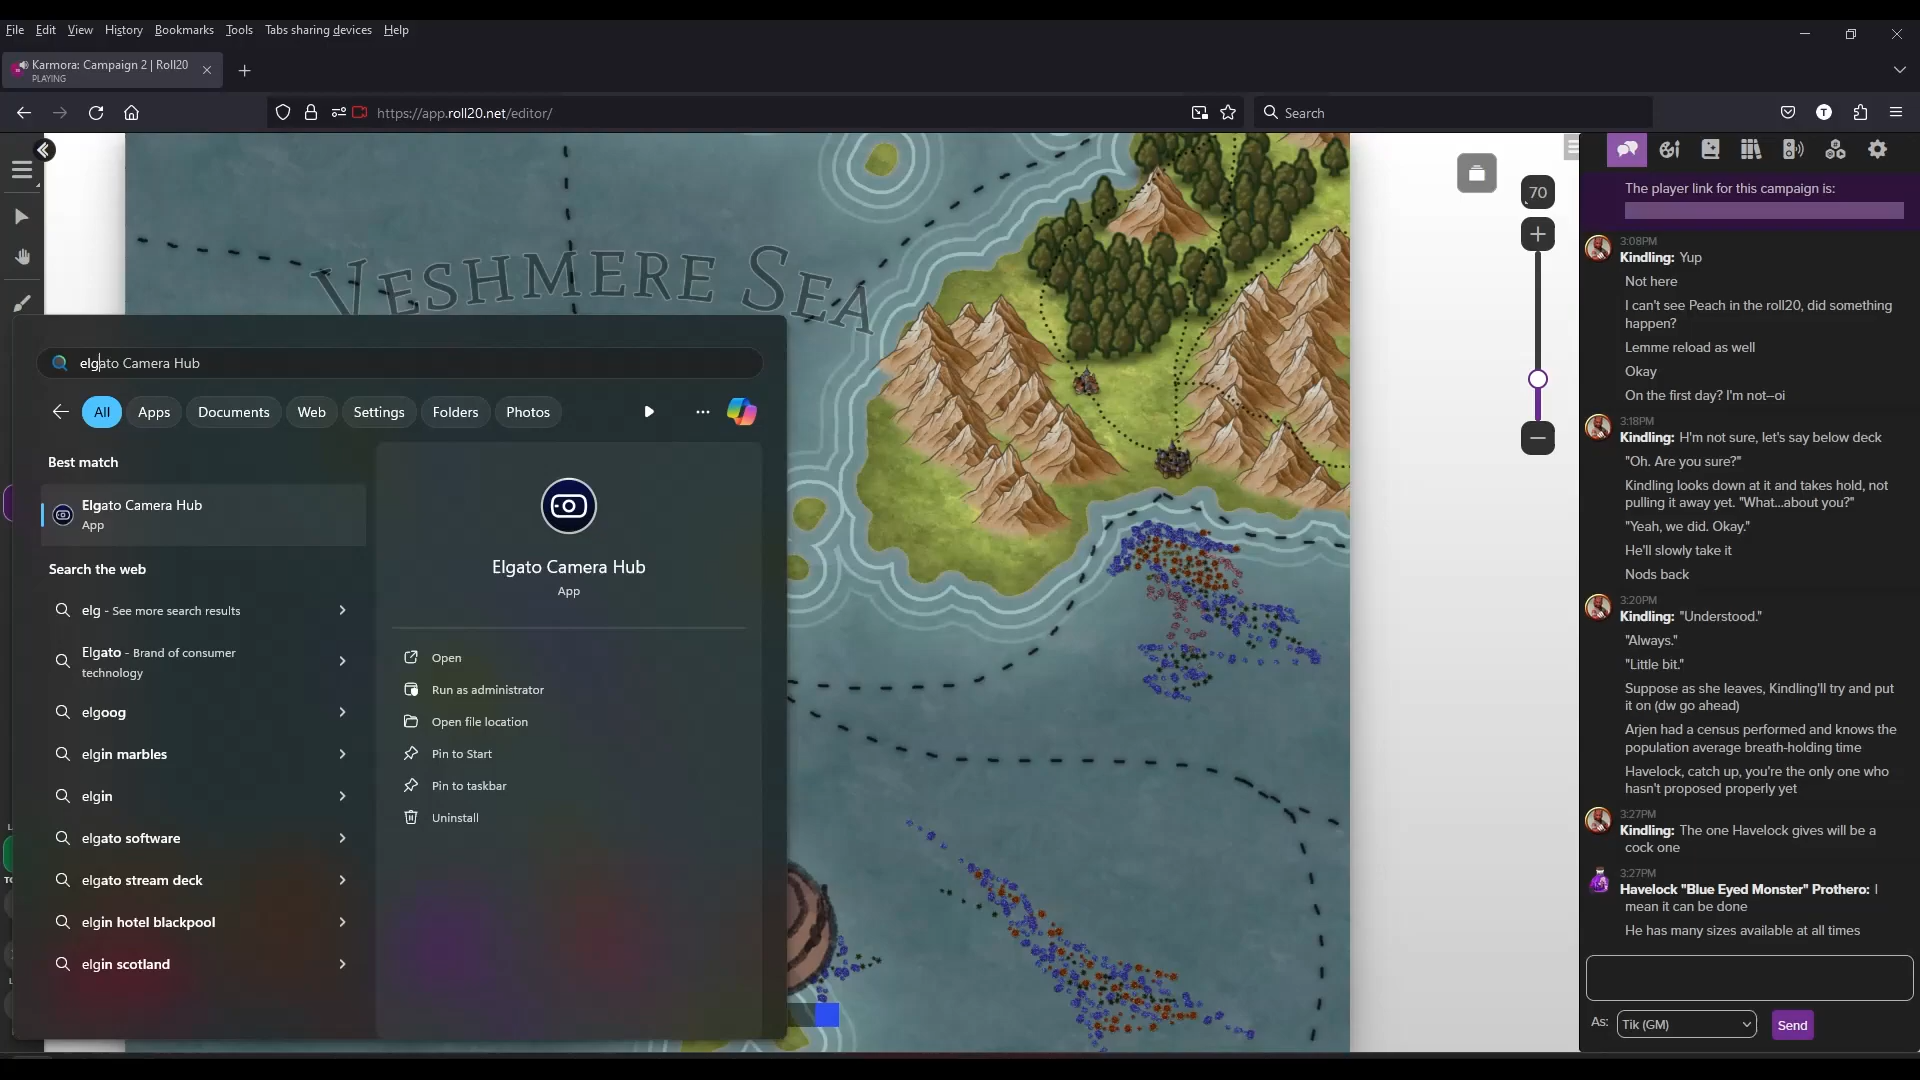 File Edit View History Bookmarks Tools Tabs sharing devices Help
Karmora: Campaign 2 | Roll20
PLAYING
https://app.roll20.net/editor/
Search
VESHMERE SEA
70
elgato Camera Hub
All Apps Documents Web Settings Folders Photos
Best match
Elgato Camera Hub
App
Search the web
elg - See more search results
Elgato - Brand of consumer
technology
elgoog
elgin marbles
elgin
elgato software
elgato stream deck
elgin hotel blackpool
elgin scotland
Elgato Camera Hub
App
Open
Run as administrator
Open file location
Pin to Start
Pin to taskbar
Uninstall
The player link for this campaign is:
3:08PM
Kindling: Yup
Not here
I can't see Peach in the roll20, did something
happen?
Lemme reload as well
Okay
On the first day? I'm not--oi
3:18PM
Kindling: H'm not sure, let's say below deck
"Oh. Are you sure?"
Kindling looks down at it and takes hold, not
pulling it away yet. "What...about you?"
"Yeah, we did. Okay."
He'll slowly take it
Nods back
3:20PM
Kindling: "Understood."
"Always."
"Little bit."
Suppose as she leaves, Kindling'll try and put
it on (dw go ahead)
Arjen had a census performed and knows the
population average breath-holding time
Havelock, catch up, you're the only one who
hasn't proposed properly yet
3:27PM
Kindling: The one Havelock gives will be a
cock one
3:27PM
Havelock "Blue Eyed Monster" Prothero: I
mean it can be done
He has many sizes available at all times
As: Tik (GM) Send